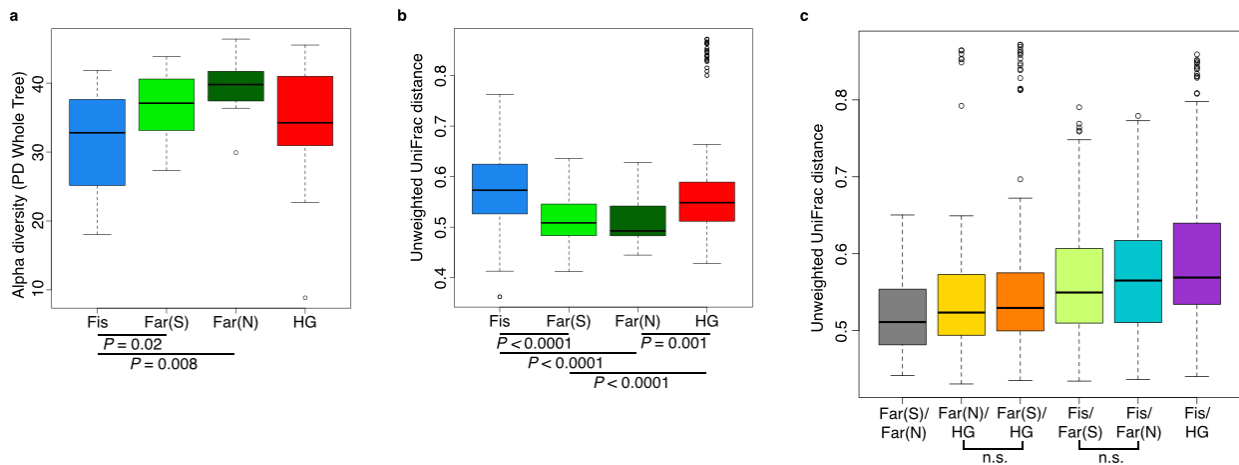 a
Alpha diversity (PD Whole Tree)
40
30
20
10
Fis Far(S) Far(N) HG
P = 0.02
P = 0.008
b
Unweighted UniFrac distance
0.8
0.7
0.6
0.5
0.4
Fis Far(S) Far(N) HG
P < 0.0001 P = 0.001
P < 0.0001
P < 0.0001
c
Unweighted UniFrac distance
0.8
0.7
0.6
0.5
Far(S)/ Far(N)/ Far(S)/ Fis/ Fis/ Fis/
Far(N) HG HG Far(S) Far(N) HG
n.s. n.s.